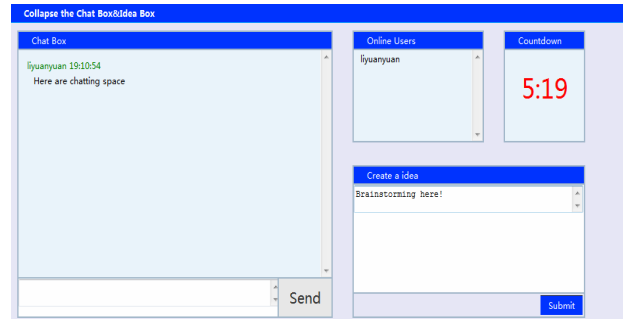 Collapse the Chat Box&Idea Box
Chat Box
liyuanyuan 19:10:54
Here are chatting space
Send
Online Users
liyuanyuan
Countdown
5:19
Create a idea
Brainstorming here!
Submit